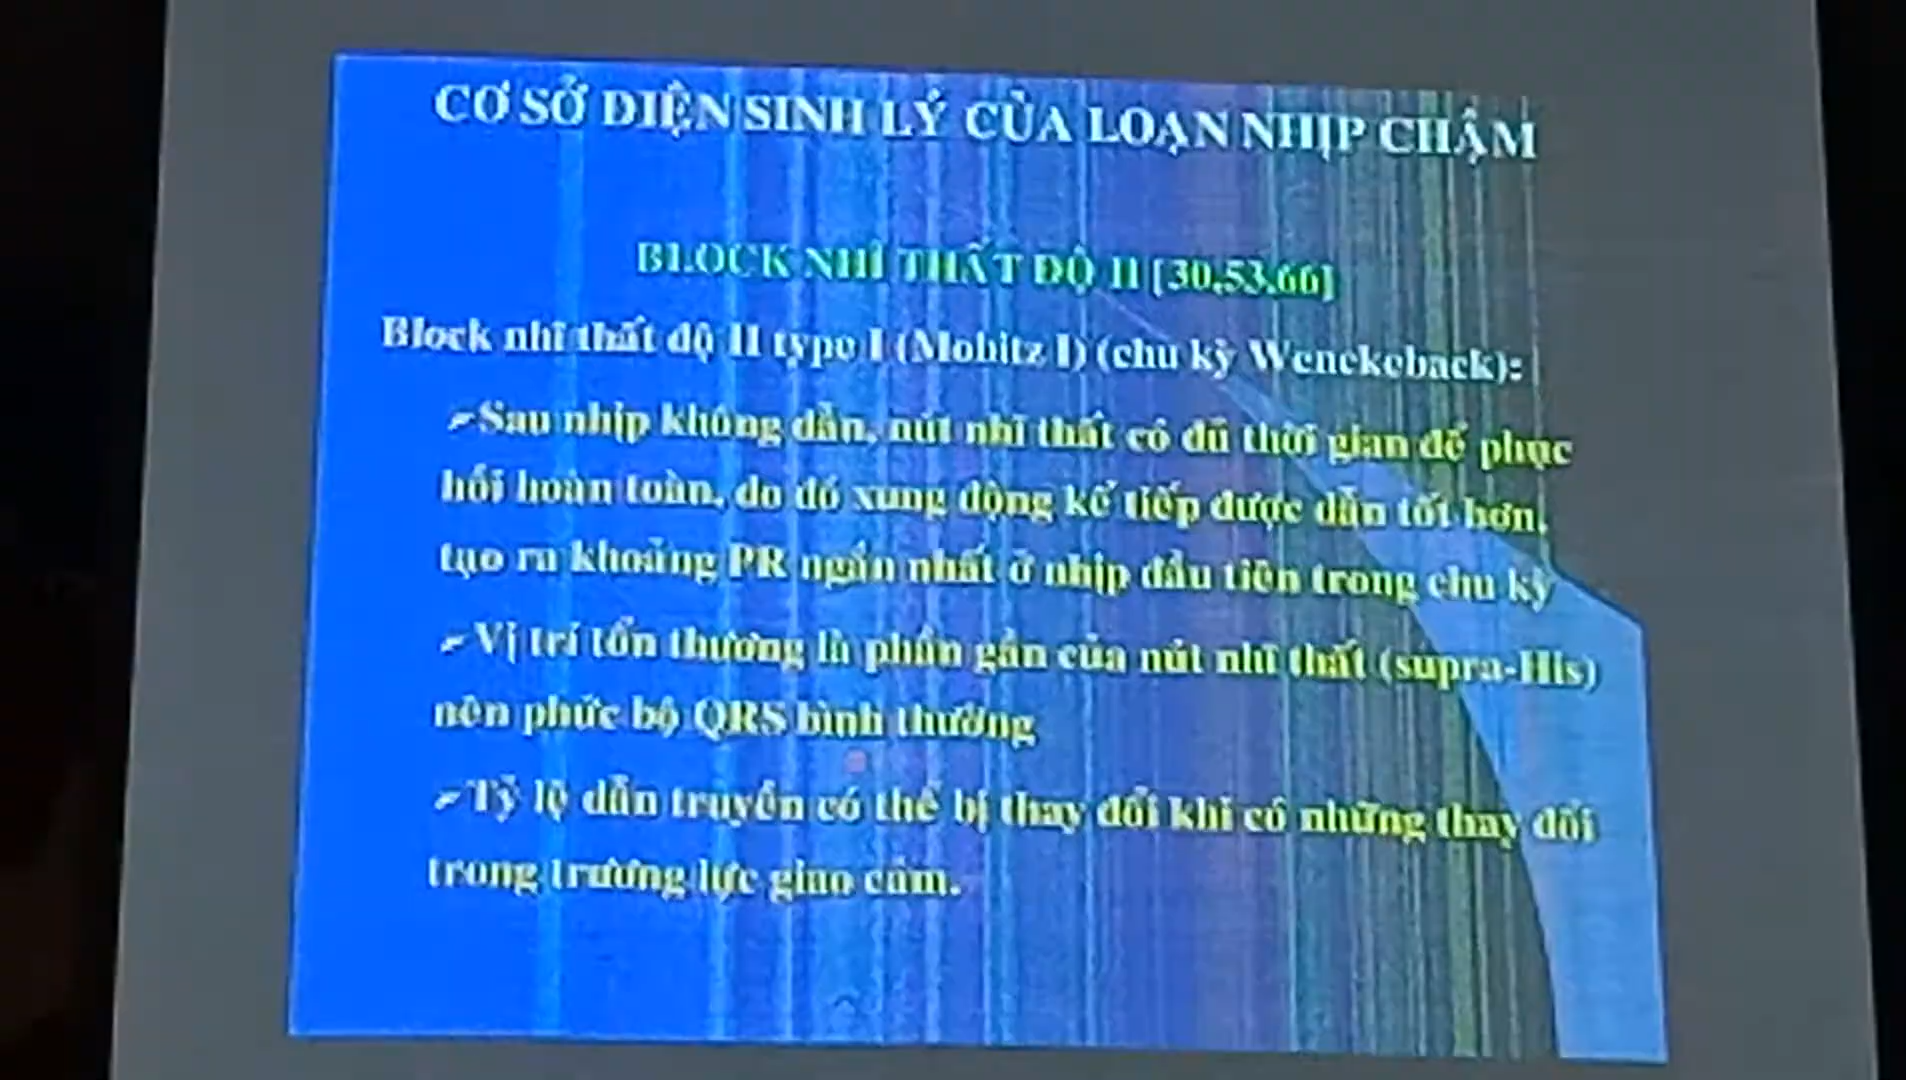 CƠ SỞ ĐIỆN SINH LÝ CỦA LOẠN NHỊP CHẬM
BLOCK NHĨ THẤT ĐỘ II [30,53,60]
Block nhĩ thất độ II type I (Mobitz I) (chu kỳ Wenckeback):
➢Sau nhịp không dẫn, nút nhĩ thất có đủ thời gian để phục
hồi hoàn toàn, do đó xung động kế tiếp được dẫn tốt hơn,
tạo ra khoảng PR ngắn nhất ở nhịp đầu tiên trong chu kỳ
➢Vị trí tổn thương là phần gần của nút nhĩ thất (supra-His)
nên phức bộ QRS bình thường
➢Tỷ lệ dẫn truyền có thể bị thay đổi khi có những thay đổi
trong trương lực giao cảm.